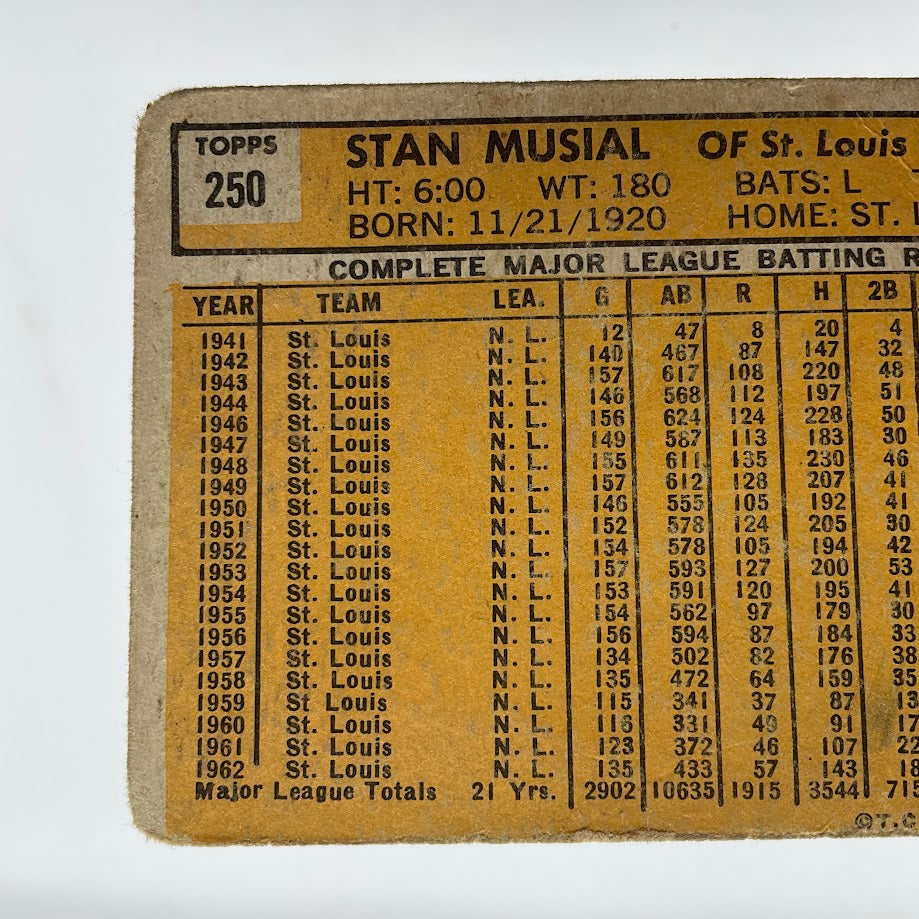 TOPPS
250
STAN MUSIAL OF St. Louis
HT: 6:00 WT: 180 BATS: L
BORN: 11/21/1920 HOME: ST.
COMPLETE MAJOR LEAGUE BATTING R
YEAR TEAM LEA. G AB R H 2B
1941 St. Louis N. L. 12 47 8 20 4
1942 St. Louis N. L. 140 467 87 147 32
1943 St. Louis N. L. 157 617 108 220 48
1944 St. Louis N. L. 146 568 112 197 51
1946 St. Louis N. L. 156 624 124 228 50
1947 St. Louis N. L. 149 587 113 183 30
1948 St. Louis N. L. 155 611 135 230 46
1949 St. Louis N. L. 157 612 128 207 41
1950 St. Louis N. L. 146 555 105 192 41
1951 St. Louis N. L. 152 578 124 205 30
1952 St. Louis N. L. 154 578 105 194 42
1953 St. Louis N. L. 157 593 127 200 53
1954 St. Louis N. L. 153 591 120 195 41
1955 St. Louis N. L. 154 562 97 179 30
1956 St. Louis N. L. 156 594 87 184 33
1957 St. Louis N. L. 134 502 82 176 38
1958 St. Louis N. L. 135 472 64 159 35
1959 St Louis N. L. 115 341 37 87 13
1960 St. Louis N. L. 116 331 49 91 17
1961 St. Louis N. L. 123 372 46 107 22
1962 St. Louis N. L. 135 433 57 143 18
Major League Totals 21 Yrs. 2902 10635 1915 3544 715
©T.C